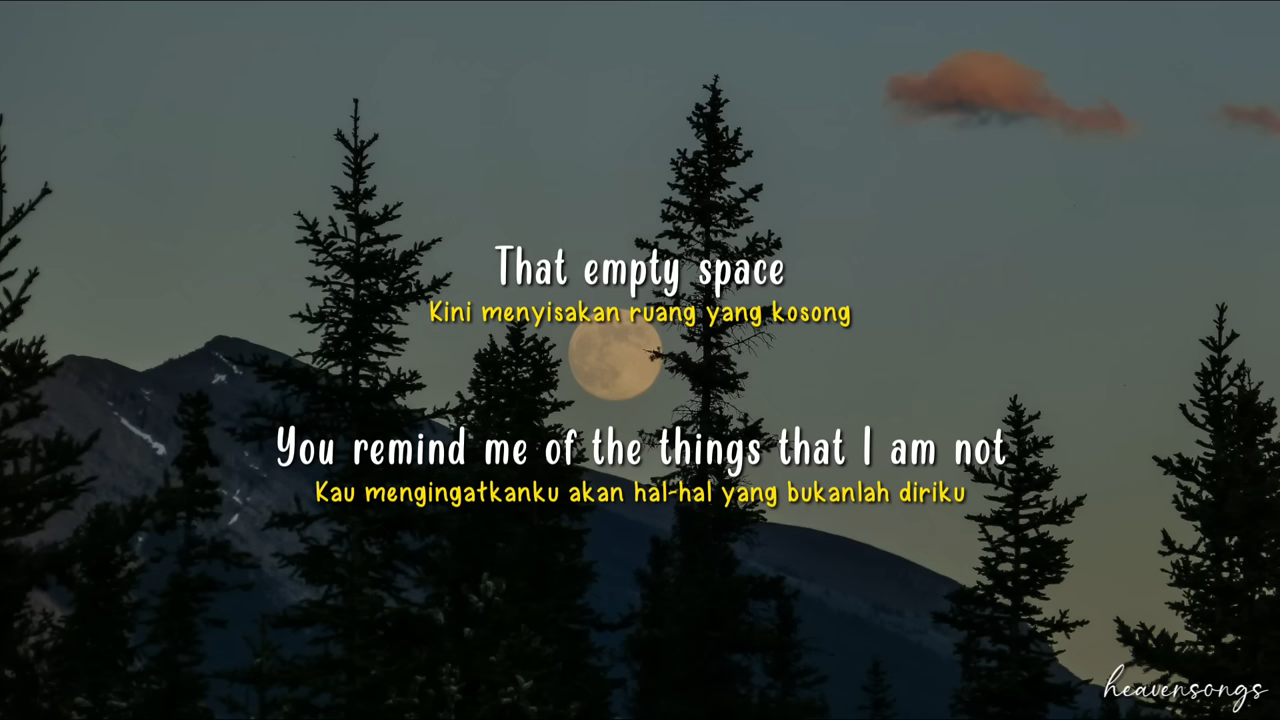 That empty space
Kini menyisakan ruang yang kosong
You remind me of the things that I am not
Kau mengingatkanku akan hal-hal yang bukanlah diriku
heavensongs